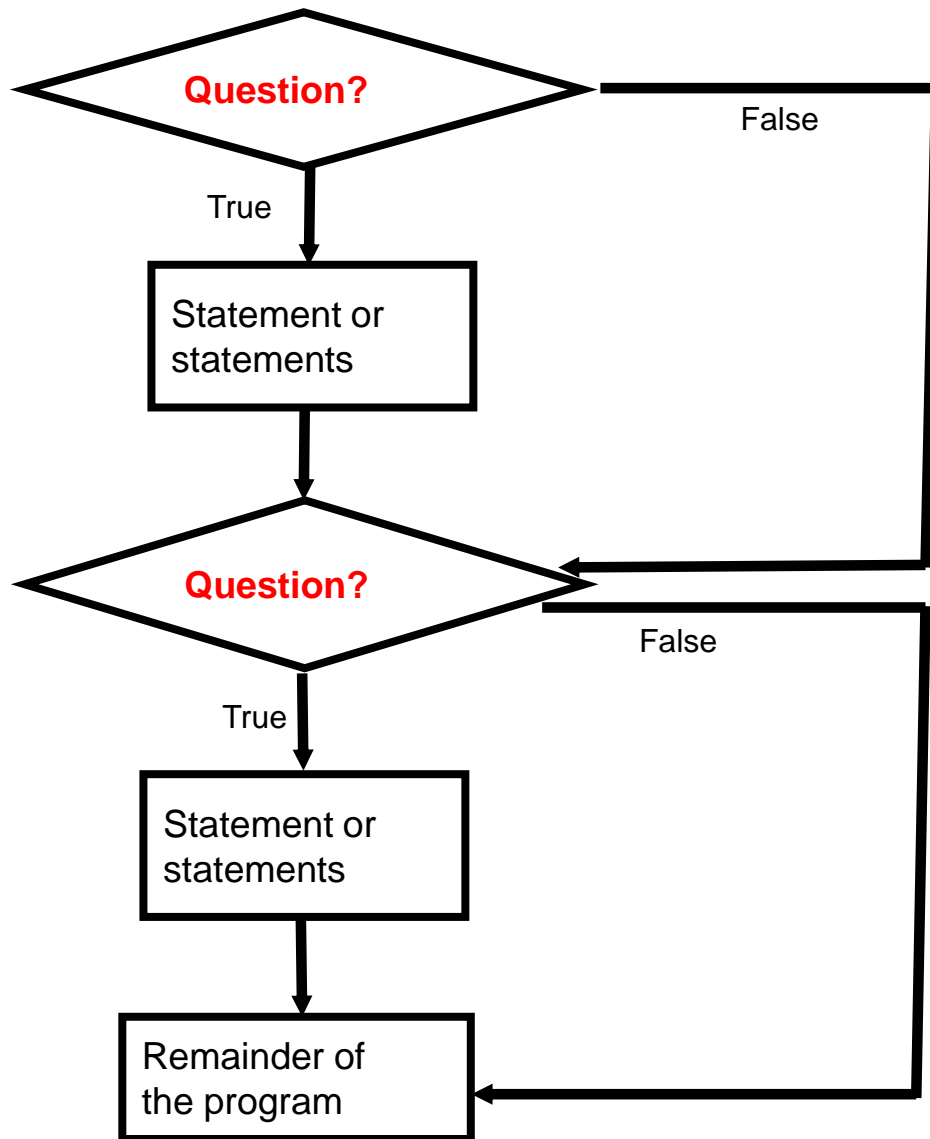 Question?
False
True
Statement or
statements
Question?
False
True
Statement or
statements
Remainder of
the program